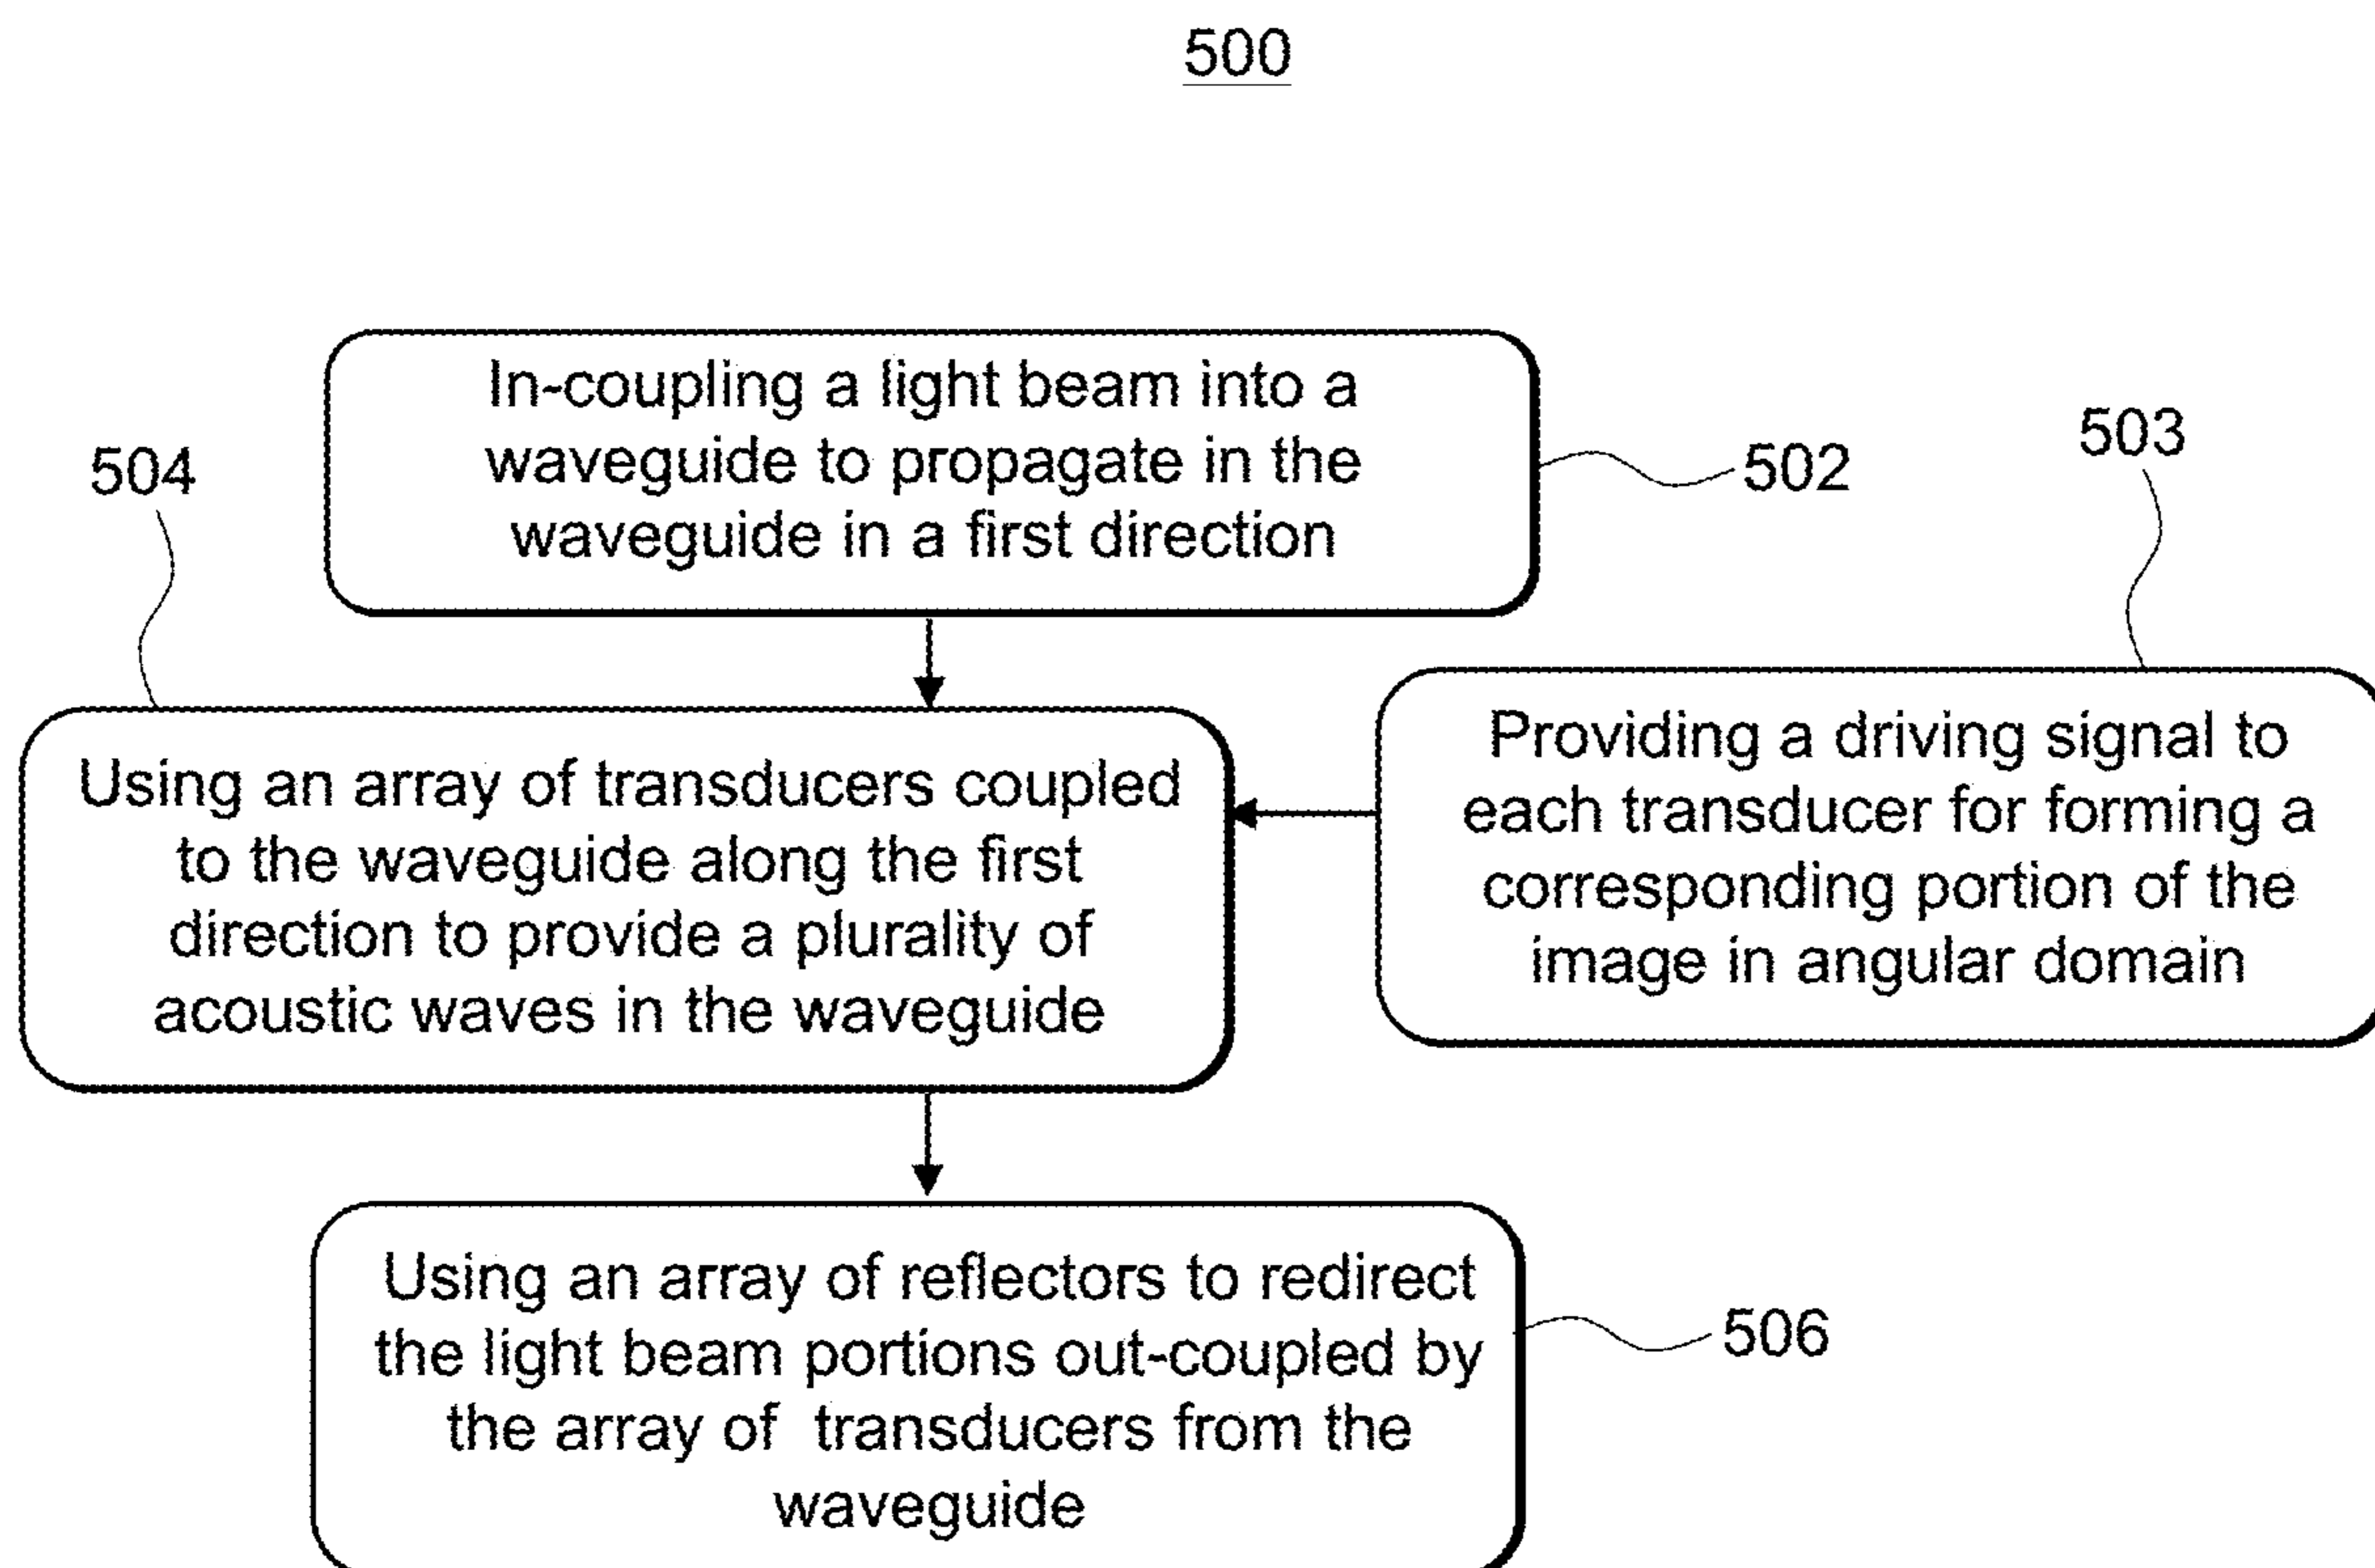 500
In-coupling a light beam into a
waveguide to propagate in the
waveguide in a first direction
502
503
504
Using an array of transducers coupled
to the waveguide along the first
direction to provide a plurality of
acoustic waves in the waveguide
Providing a driving signal to
each transducer for forming a
corresponding portion of the
image in angular domain
Using an array of reflectors to redirect
the light beam portions out-coupled by
the array of transducers from the
waveguide
506